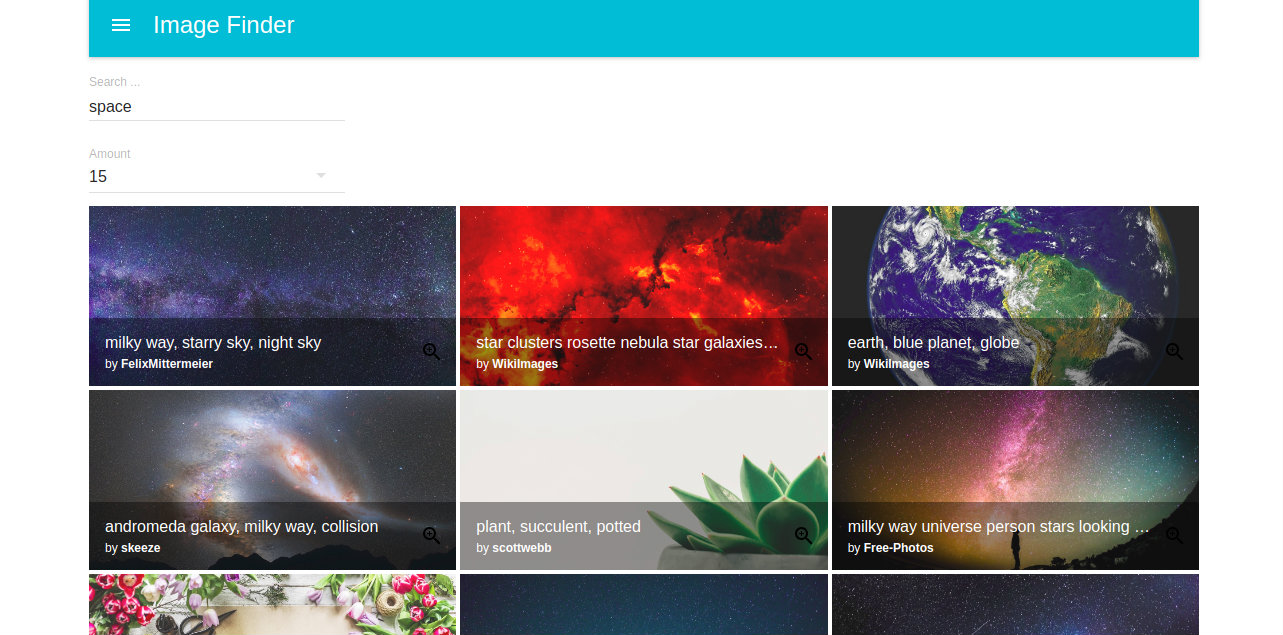 Image Finder
Search ...
space
Amount
15
milky way, starry sky, night sky
by FelixMittermeier
star clusters rosette nebula star galaxies…
by WikiImages
earth, blue planet, globe
by WikiImages
andromeda galaxy, milky way, collision
by skeeze
plant, succulent, potted
by scottwebb
milky way universe person stars looking …
by Free-Photos